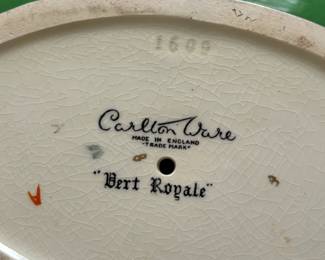 1609
Carlton Ware
MADE IN ENGLAND
"TRADE MARK"
"Vert Royale"